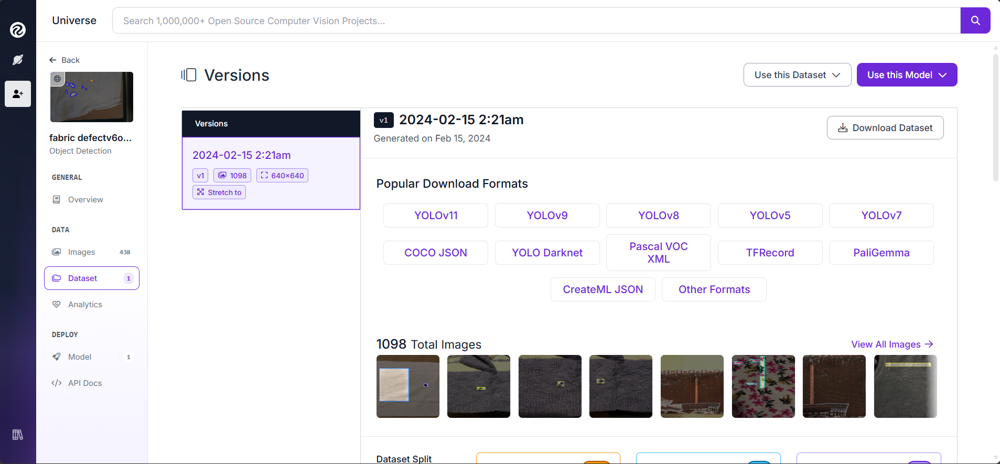 Universe
Search 1,000,000+ Open Source Computer Vision Projects...
Back
fabric defectv6o...
Object Detection
GENERAL
Overview
DATA
Images 438
Dataset 1
Analytics
DEPLOY
Model 1
API Docs
Versions
Use this Dataset
Use this Model
Versions
2024-02-15 2:21am
v1 1098 640×640
Stretch to
v1 2024-02-15 2:21am
Generated on Feb 15, 2024
Download Dataset
Popular Download Formats
YOLOv11 YOLOv9 YOLOv8 YOLOv5 YOLOv7
COCO JSON YOLO Darknet Pascal VOC XML TFRecord PaliGemma
CreateML JSON Other Formats
1098 Total Images
View All Images
Dataset Split